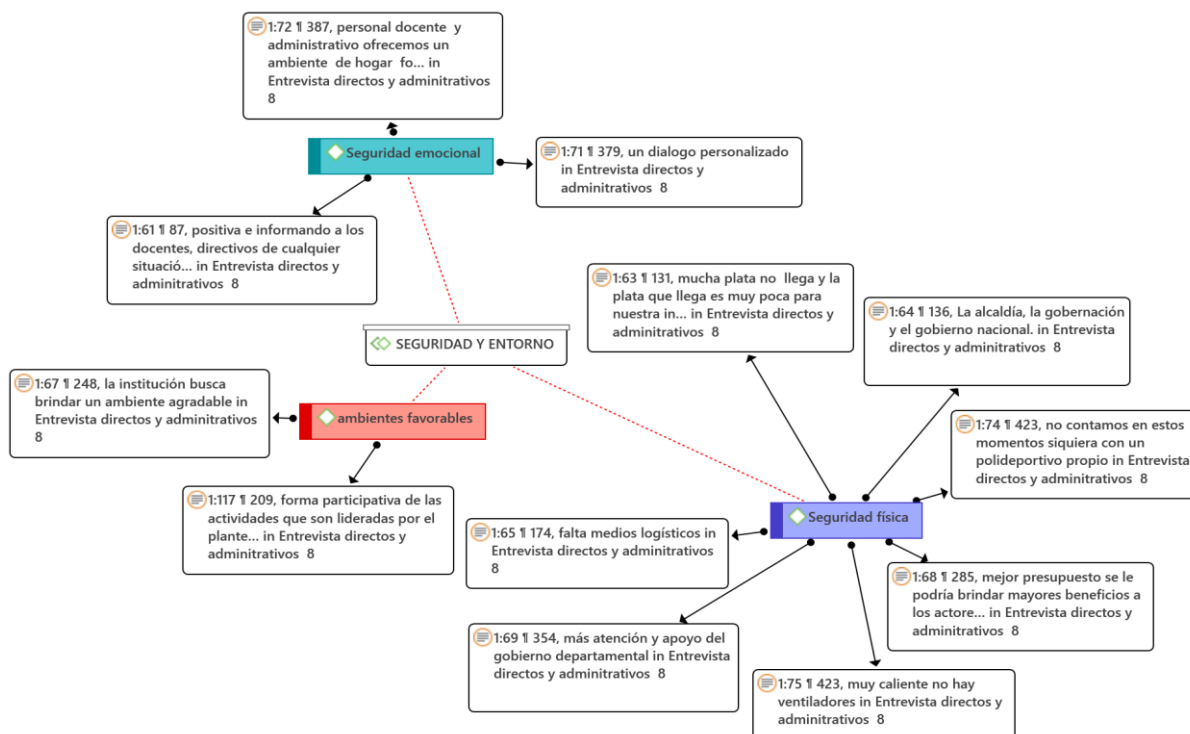 1:72 ¶ 387, personal docente y
administrativo ofrecemos un
ambiente de hogar fo... in
Entrevista directos y adminitrativos
8
Seguridad emocional
1:71 ¶ 379, un dialogo personalizado
in Entrevista directos y
adminitrativos 8
1:61 ¶ 87, positiva e informando a los
docentes, directivos de cualquier
situació... in Entrevista directos y
adminitrativos 8
1:63 ¶ 131, mucha plata no llega y la
plata que llega es muy poca para
nuestra in... in Entrevista directos y
adminitrativos 8
1:64 ¶ 136, La alcaldía, la gobernación
y el gobierno nacional. in Entrevista
directos y adminitrativos 8
SEGURIDAD Y ENTORNO
1:67 ¶ 248, la institución busca
brindar un ambiente agradable in
Entrevista directos y adminitrativos
8
ambientes favorables
1:74 ¶ 423, no contamos en estos
momentos siquiera con un
polideportivo propio in Entrevista
directos y adminitrativos 8
1:117 ¶ 209, forma participativa de las
actividades que son lideradas por el
plante... in Entrevista directos y
adminitrativos 8
Seguridad física
1:65 ¶ 174, falta medios logísticos in
Entrevista directos y adminitrativos
8
1:68 ¶ 285, mejor presupuesto se le
podría brindar mayores beneficios a
los actore... in Entrevista directos y
adminitrativos 8
1:69 ¶ 354, más atención y apoyo del
gobierno departamental in Entrevista
directos y adminitrativos
8
1:75 ¶ 423, muy caliente no hay
ventiladores in Entrevista directos y
adminitrativos 8